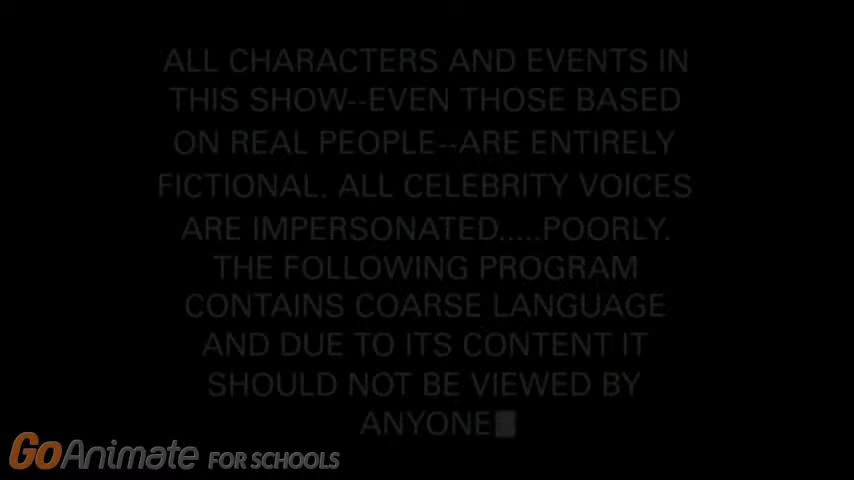 ALL CHARACTERS AND EVENTS IN
THIS SHOW--EVEN THOSE BASED
ON REAL PEOPLE--ARE ENTIRELY
FICTIONAL. ALL CELEBRITY VOICES
ARE IMPERSONATED.....POORLY.
THE FOLLOWING PROGRAM
CONTAINS COARSE LANGUAGE
AND DUE TO ITS CONTENT IT
SHOULD NOT BE VIEWED BY
ANYONE
GoAnimate FOR SCHOOLS